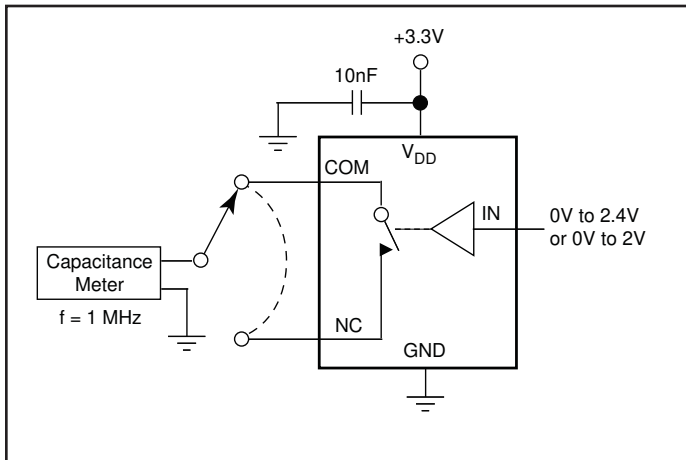 +3.3V
10nF
VDD
COM
IN
0V to 2.4V
or 0V to 2V
Capacitance
Meter
f = 1 MHz
NC
GND